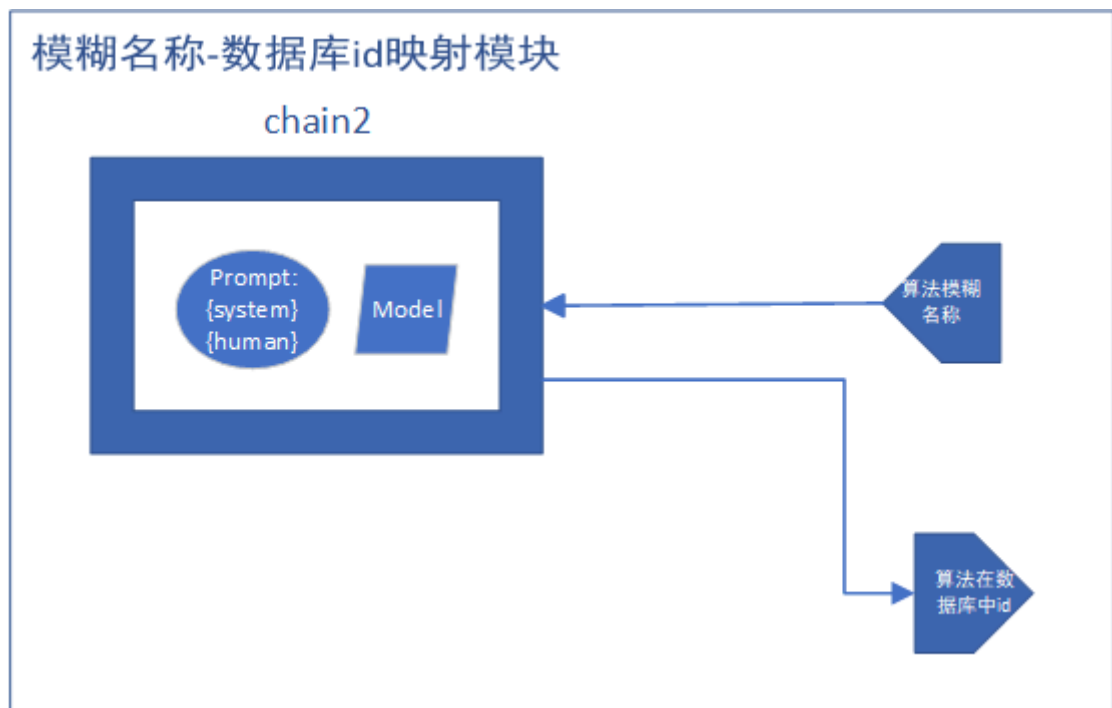 模糊名称-数据库id映射模块
chain2
Prompt:
{system}
{human}
Model
算法模糊
名称
算法在数
据库中id